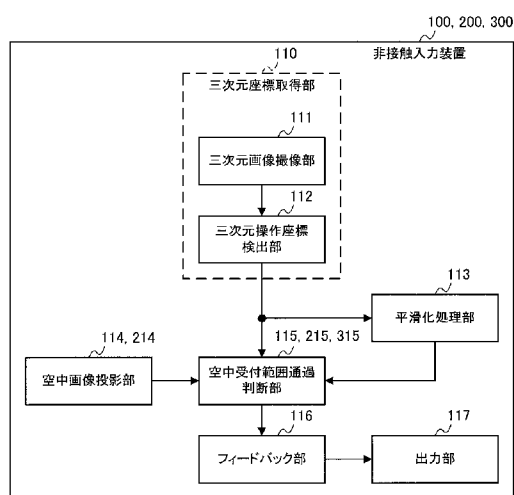 100, 200, 300
非接触入力装置
110
三次元座標取得部
111
三次元画像撮像部
112
三次元操作座標
検出部
113
平滑化処理部
114, 214
空中画像投影部
115, 215, 315
空中受付範囲通過
判断部
116
フィードバック部
117
出力部